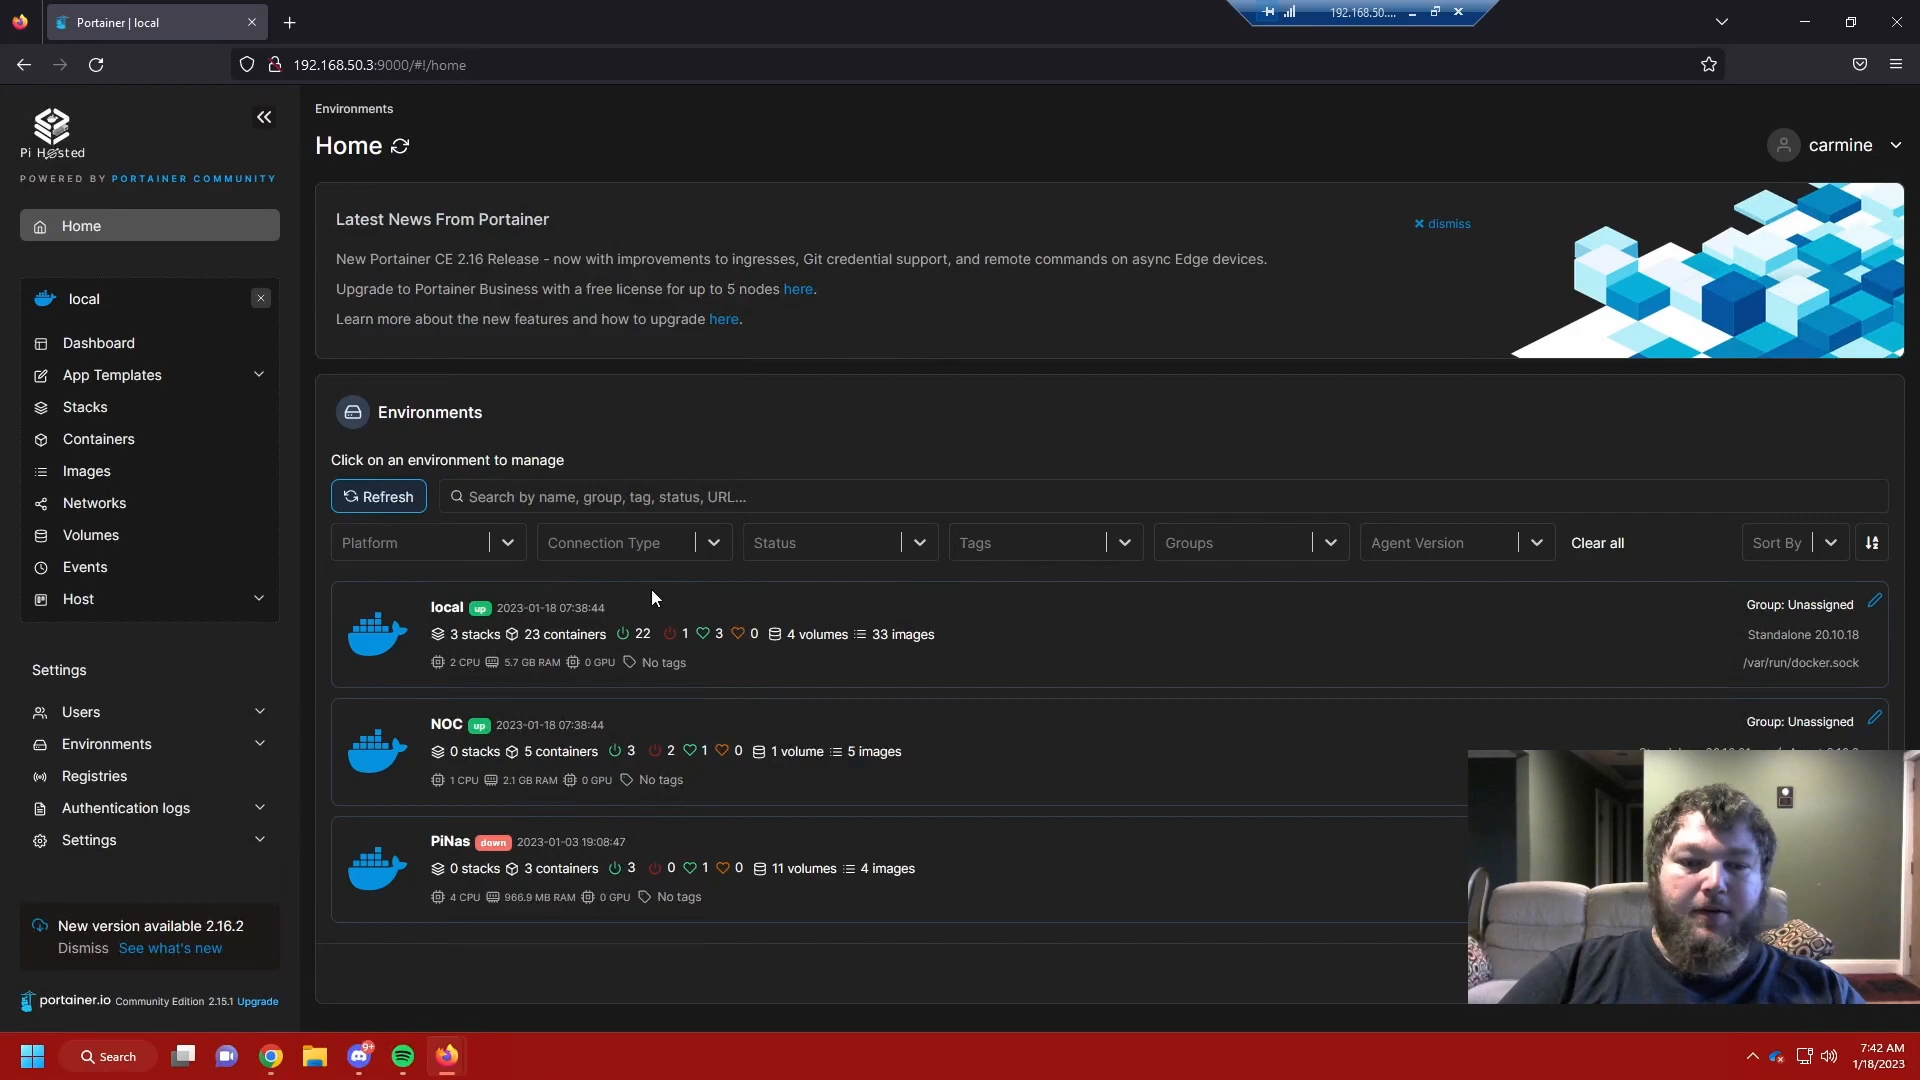 Portainer | local
192.168.50....
192.168.50.3:9000/#!/home
Pi Hosted
POWERED BY PORTAINER COMMUNITY
Home
local
Dashboard
App Templates
Stacks
Containers
Images
Networks
Volumes
Events
Host
Settings
Users
Environments
Registries
Authentication logs
Settings
New version available 2.16.2
Dismiss See what's new
portainer.io Community Edition 2.15.1 Upgrade
Environments
Home
carmine
Latest News From Portainer
dismiss
New Portainer CE 2.16 Release - now with improvements to ingresses, Git credential support, and remote commands on async Edge devices.
Upgrade to Portainer Business with a free license for up to 5 nodes here.
Learn more about the new features and how to upgrade here.
Environments
Click on an environment to manage
Refresh Search by name, group, tag, status, URL...
Platform Connection Type Status Tags Groups Agent Version Clear all Sort By
local up 2023-01-18 07:38:44 Group: Unassigned
3 stacks 23 containers 22 1 3 0 4 volumes 33 images Standalone 20.10.18
2 CPU 5.7 GB RAM 0 GPU No tags /var/run/docker.sock
NOC up 2023-01-18 07:38:44 Group: Unassigned
0 stacks 5 containers 3 2 1 0 1 volume 5 images
1 CPU 2.1 GB RAM 0 GPU No tags
PiNas down 2023-01-03 19:08:47
0 stacks 3 containers 3 0 1 0 11 volumes 4 images
4 CPU 966.9 MB RAM 0 GPU No tags
Search
9+
7:42 AM
1/18/2023